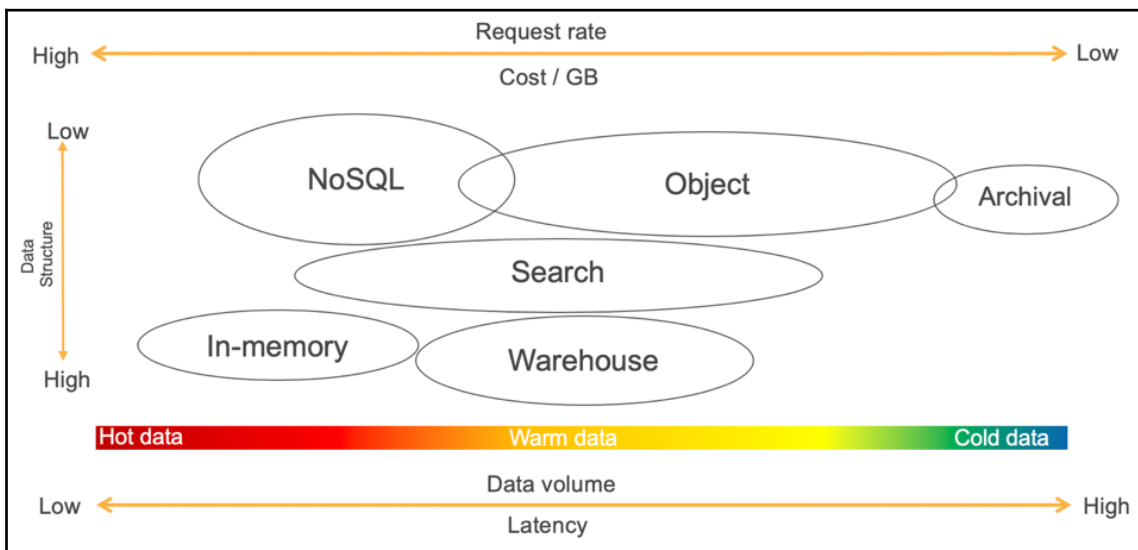 Request rate
High
Low
Cost / GB
Low
NoSQL
Object
Archival
Data
Structure
Search
In-memory
Warehouse
High
Hot data
Warm data
Cold data
Data volume
Low
High
Latency